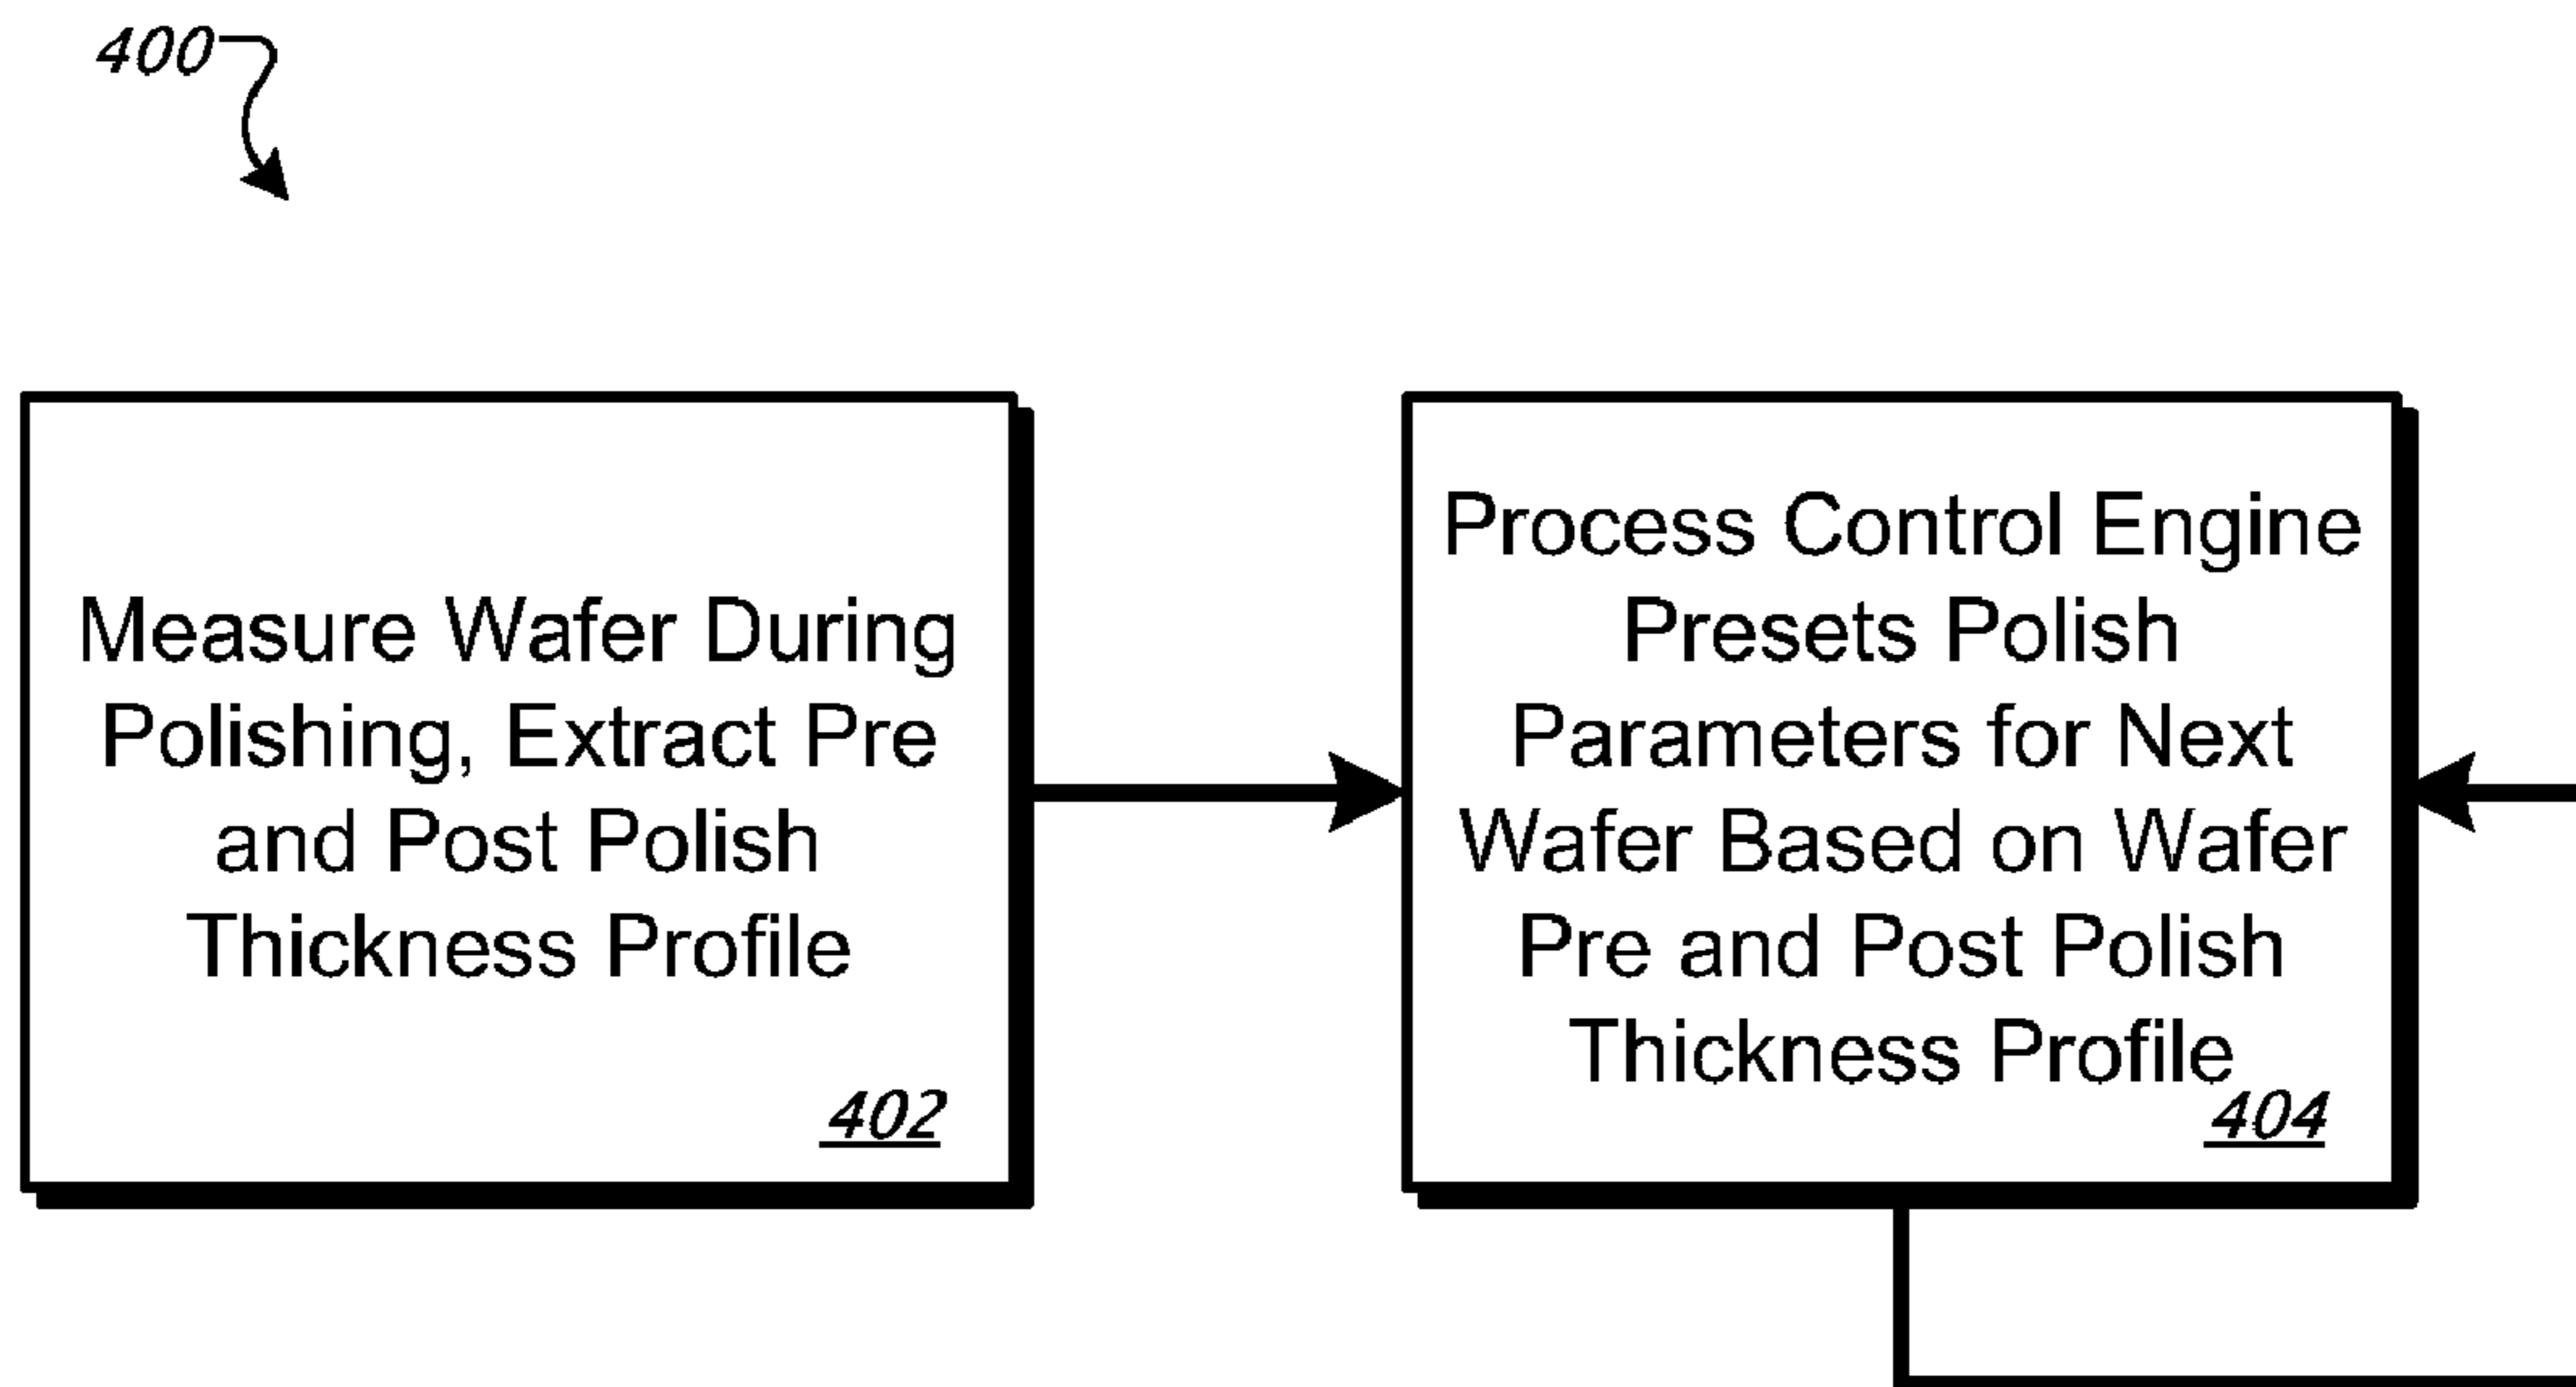 400
Measure Wafer During
Polishing, Extract Pre
and Post Polish
Thickness Profile
402
Process Control Engine
Presets Polish
Parameters for Next
Wafer Based on Wafer
Pre and Post Polish
Thickness Profile
404